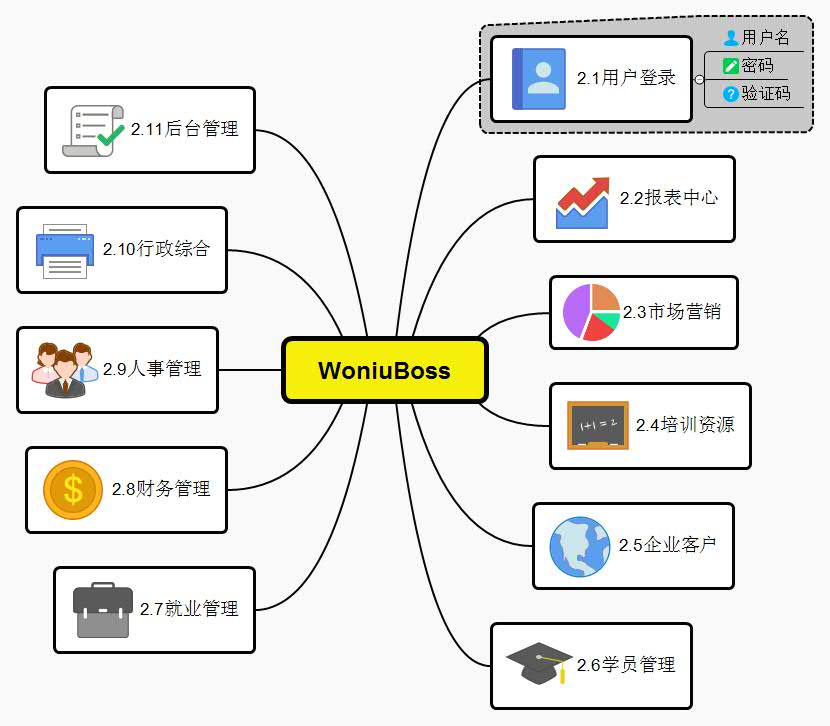 WoniuBoss
2.1用户登录
用户名
密码
验证码
2.2报表中心
2.3市场营销
1+1=2
2.4培训资源
2.5企业客户
2.6学员管理
2.7就业管理
$
2.8财务管理
2.9人事管理
2.10行政综合
2.11后台管理
?